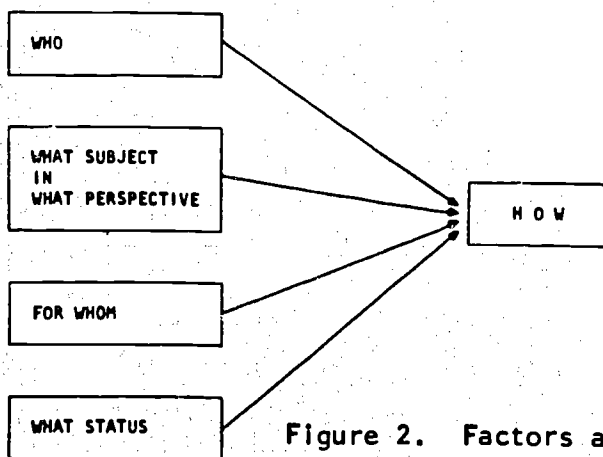 WHO
WHAT SUBJECT
IN
WHAT PERSPECTIVE
H O W
FOR WHOM
WHAT STATUS
Figure 2. Factors a